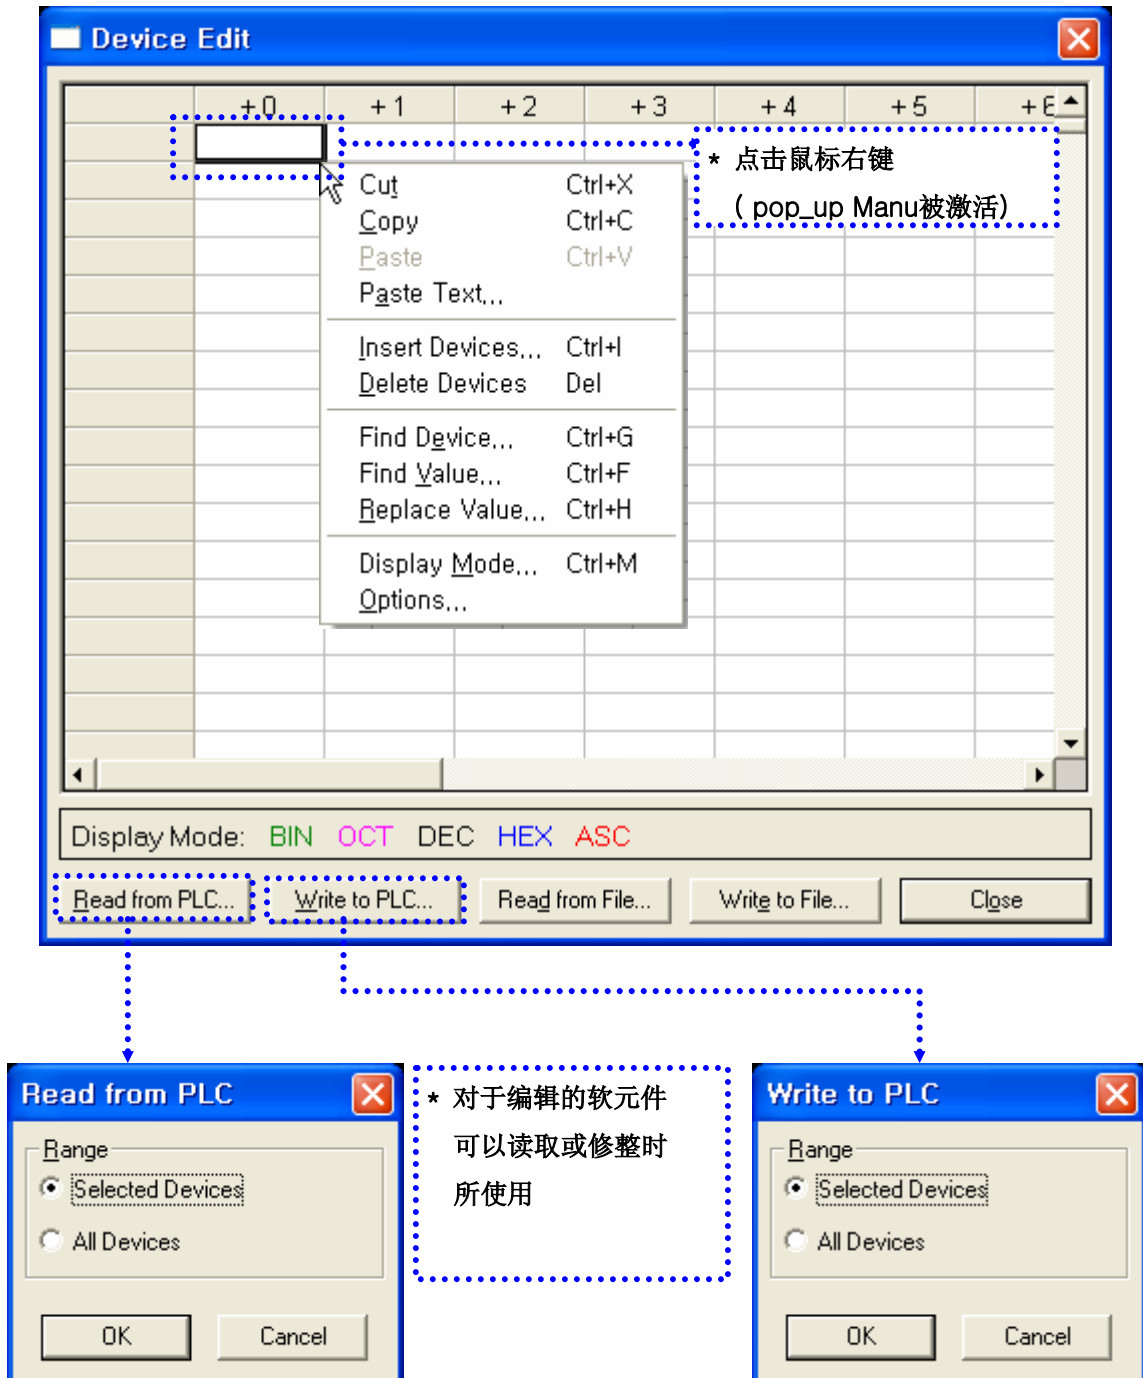 Device Edit
+0 +1 +2 +3 +4 +5 +6
* 点击鼠标右键
( pop_up Manu被激活)
Cut Ctrl+X
Copy Ctrl+C
Paste Ctrl+V
Paste Text...
Insert Devices... Ctrl+I
Delete Devices Del
Find Device... Ctrl+G
Find Value... Ctrl+F
Replace Value... Ctrl+H
Display Mode... Ctrl+M
Options...
Display Mode: BIN OCT DEC HEX ASC
Read from PLC... Write to PLC... Read from File... Write to File... Close
Read from PLC
Range
Selected Devices
All Devices
OK Cancel
* 对于编辑的软元件
可以读取或修整时
所使用
Write to PLC
Range
Selected Devices
All Devices
OK Cancel